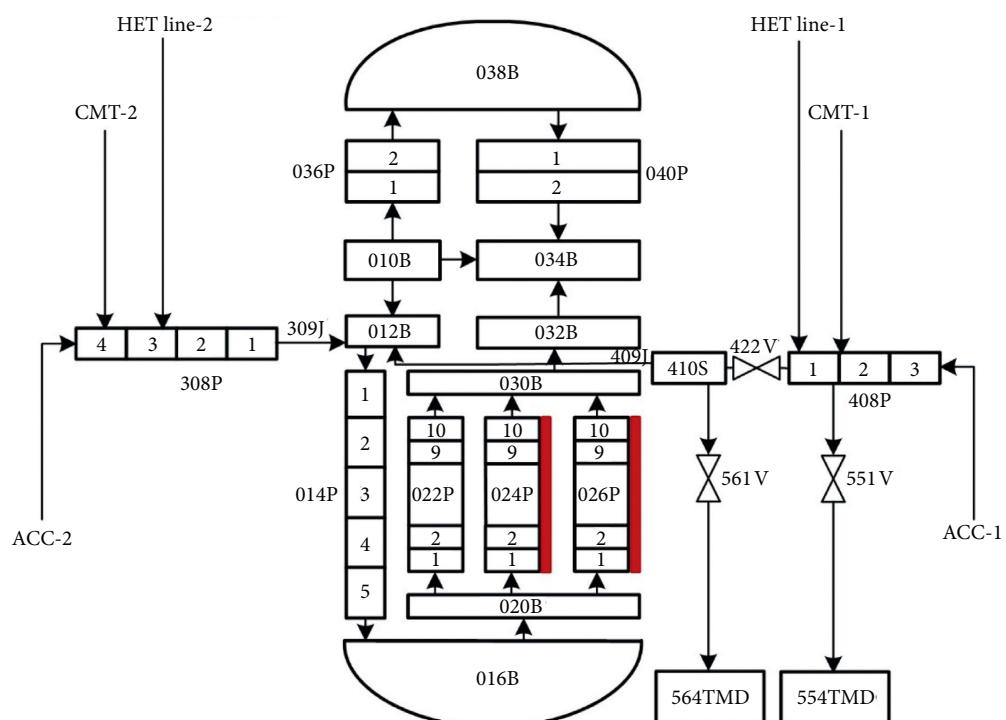 HET line-2
HET line-1
038B
CMT-2
CMT-1
036P
2
1
1
2
040P
010B
034B
309J
012B
032B
4
3
2
1
308P
409J
410S
422V
1
2
3
408P
030B
1
2
3
4
5
014P
10
9
022P
2
1
10
9
024P
2
1
10
9
026P
2
1
561V
551V
ACC-2
ACC-1
020B
016B
564TMD
554TMD